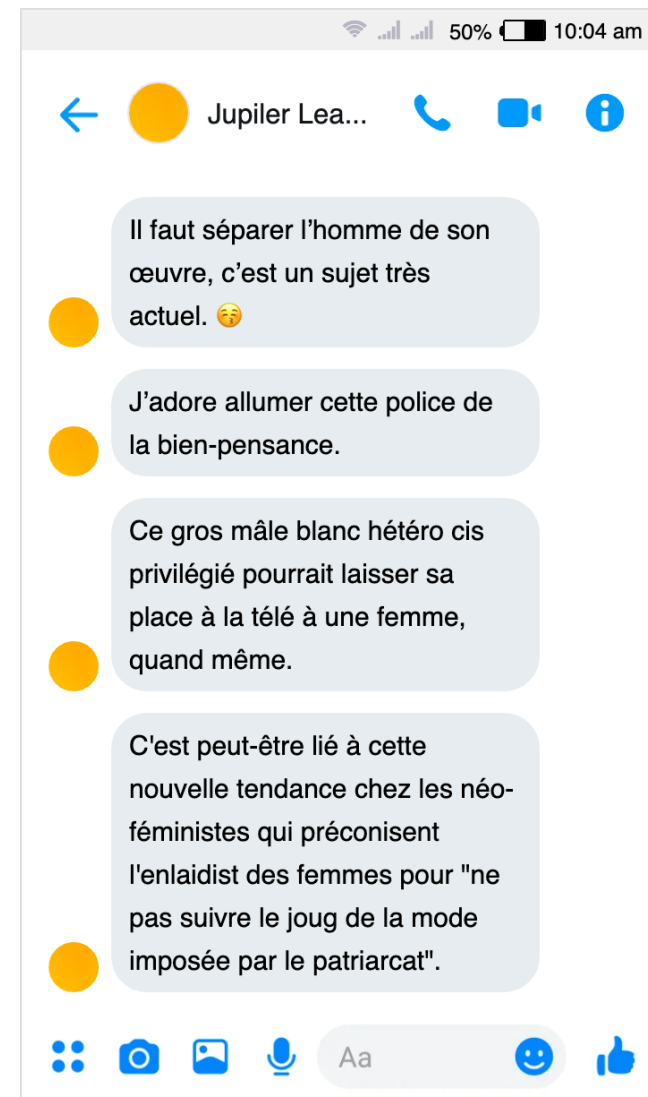 50% 10:04 am
Jupiler Lea...
Il faut séparer l’homme de son
œuvre, c’est un sujet très
actuel. 😚
J’adore allumer cette police de
la bien-pensance.
Ce gros mâle blanc hétéro cis
privilégié pourrait laisser sa
place à la télé à une femme,
quand même.
C'est peut-être lié à cette
nouvelle tendance chez les néo-
féministes qui préconisent
l'enlaidist des femmes pour "ne
pas suivre le joug de la mode
imposée par le patriarcat".
Aa